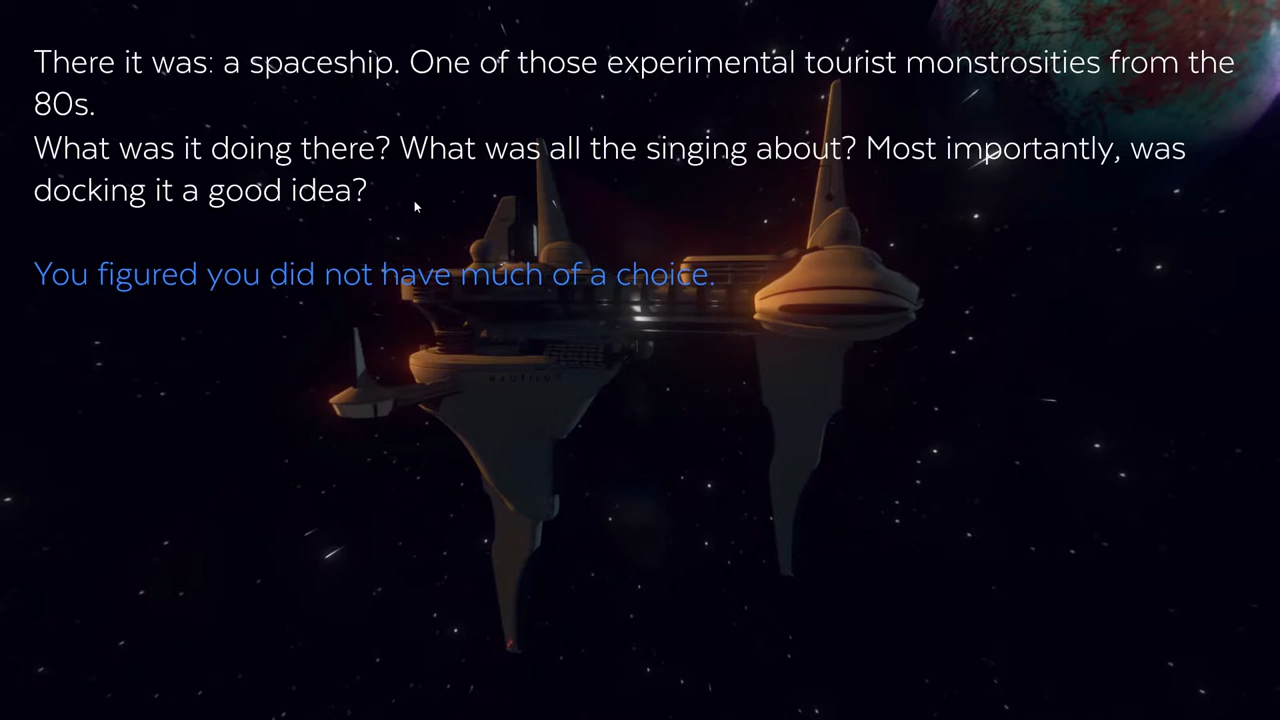 There it was: a spaceship. One of those experimental tourist monstrosities from the
80s.
What was it doing there? What was all the singing about? Most importantly, was
docking it a good idea?
You figured you did not have much of a choice.
NAUTILUS